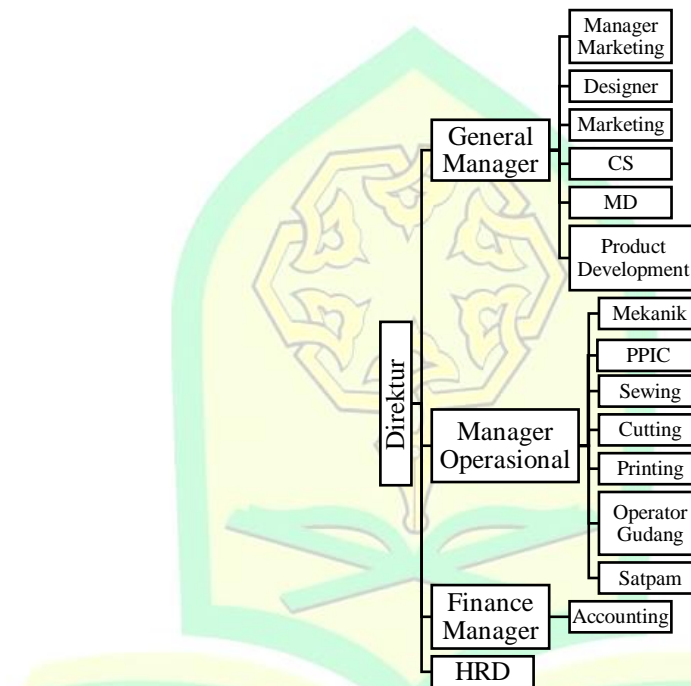 Direktur
General
Manager
Manager
Marketing
Designer
Marketing
CS
MD
Product
Development
Manager
Operasional
Mekanik
PPIC
Sewing
Cutting
Printing
Operator
Gudang
Satpam
Finance
Manager
Accounting
HRD